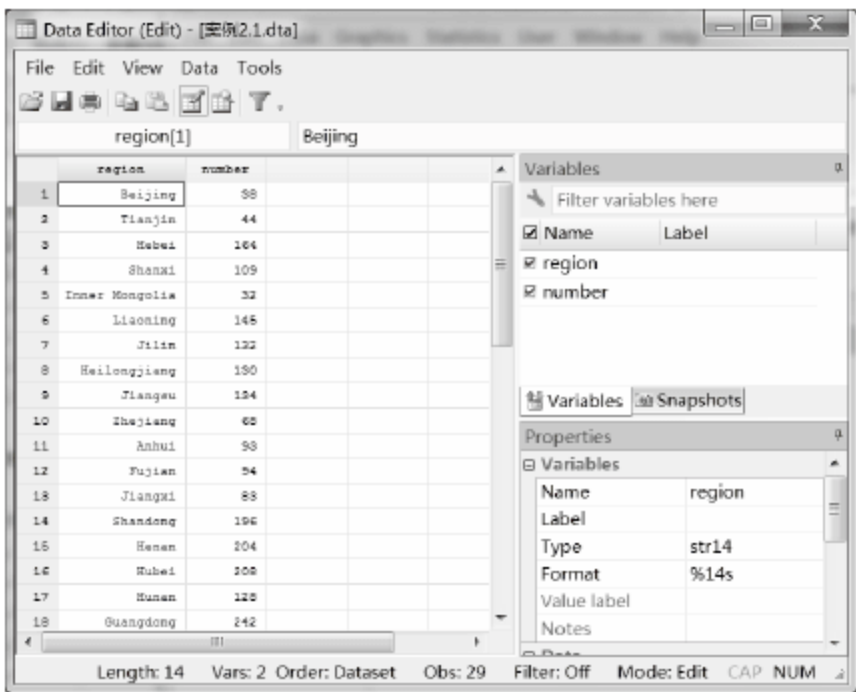 Data Editor (Edit) - [案例2.1.dta]
File Edit View Data Tools
region[1] Beijing
region number
1 Beijing 98
2 Tianjin 44
3 Hebei 164
4 Shanxi 109
5 Inner Mongolia 32
6 Liaoning 145
7 Jilin 122
8 Heilongjiang 130
9 Jiangsu 134
10 Zhejiang 68
11 Anhui 93
12 Fujian 54
13 Jiangxi 83
14 Shandong 196
15 Henan 204
16 Hubei 208
17 Hunan 128
18 Guangdong 242
Variables
Filter variables here
Name Label
region
number
Variables Snapshots
Properties
Variables
Name region
Label
Type str14
Format %14s
Value label
Notes
Length: 14 Vars: 2 Order: Dataset Obs: 29 Filter: Off Mode: Edit CAP NUM